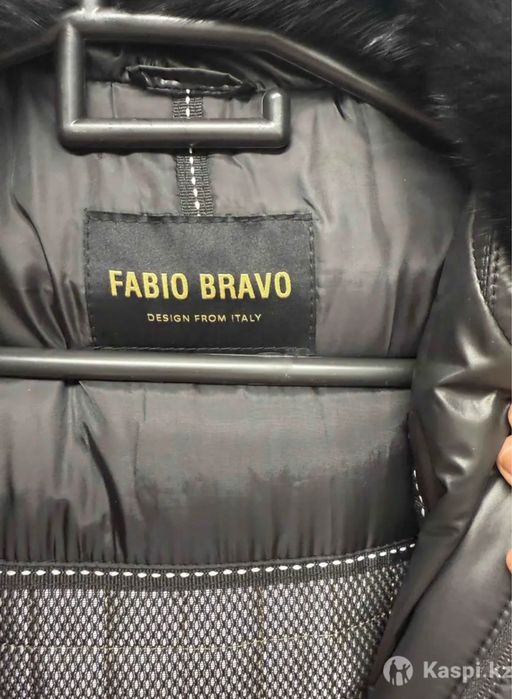 FABIO BRAVO
DESIGN FROM ITALY
Kaspi.kz